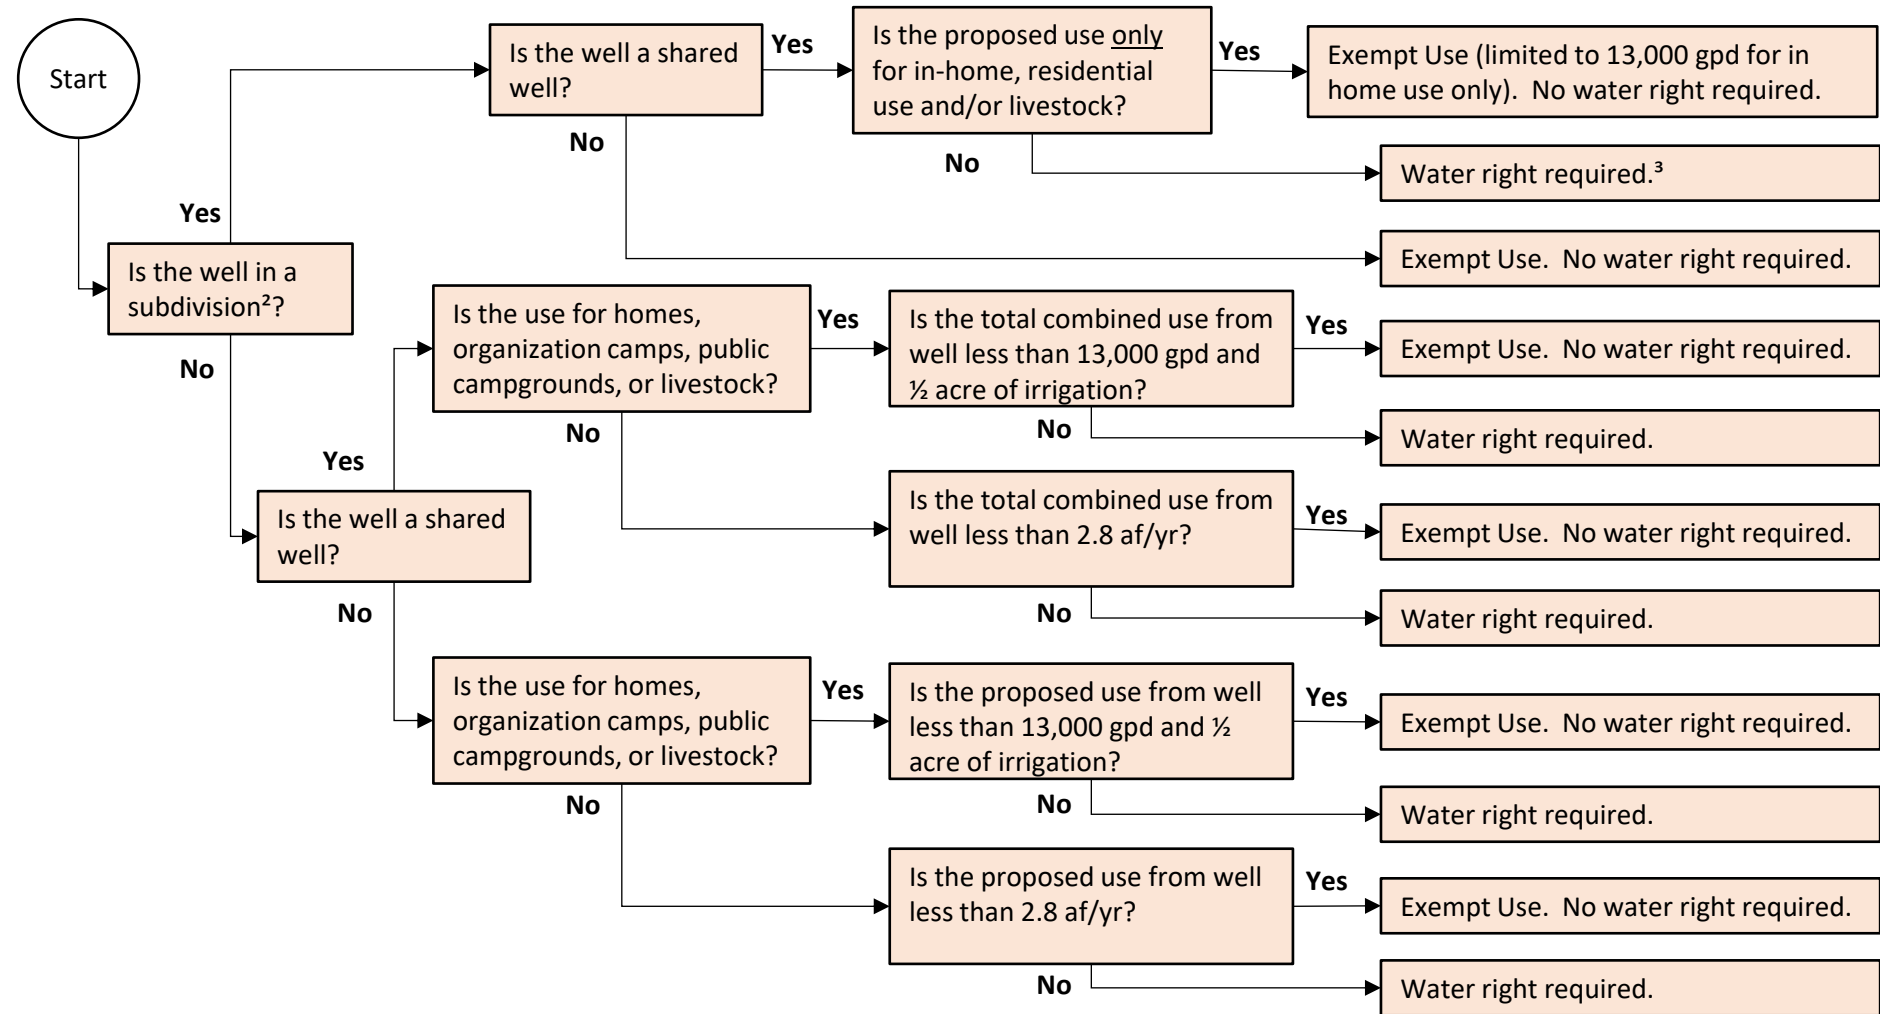 Start
Is the well a shared
well?
Yes
Is the proposed use only
for in-home, residential
use and/or livestock?
Yes
Exempt Use (limited to 13,000 gpd for in
home use only).  No water right required.
No
No
Water right required.³
Yes
Exempt Use.  No water right required.
Is the well in a
subdivision²?
No
Is the use for homes,
organization camps, public
campgrounds, or livestock?
Yes
Is the total combined use from
well less than 13,000 gpd and
½ acre of irrigation?
Yes
Exempt Use.  No water right required.
No
No
Water right required.
Yes
Is the well a shared
well?
Is the total combined use from
well less than 2.8 af/yr?
Yes
Exempt Use.  No water right required.
No
No
Water right required.
Is the use for homes,
organization camps, public
campgrounds, or livestock?
Yes
Is the proposed use from well
less than 13,000 gpd and ½
acre of irrigation?
Yes
Exempt Use.  No water right required.
No
No
Water right required.
Is the proposed use from well
less than 2.8 af/yr?
Yes
Exempt Use.  No water right required.
No
Water right required.